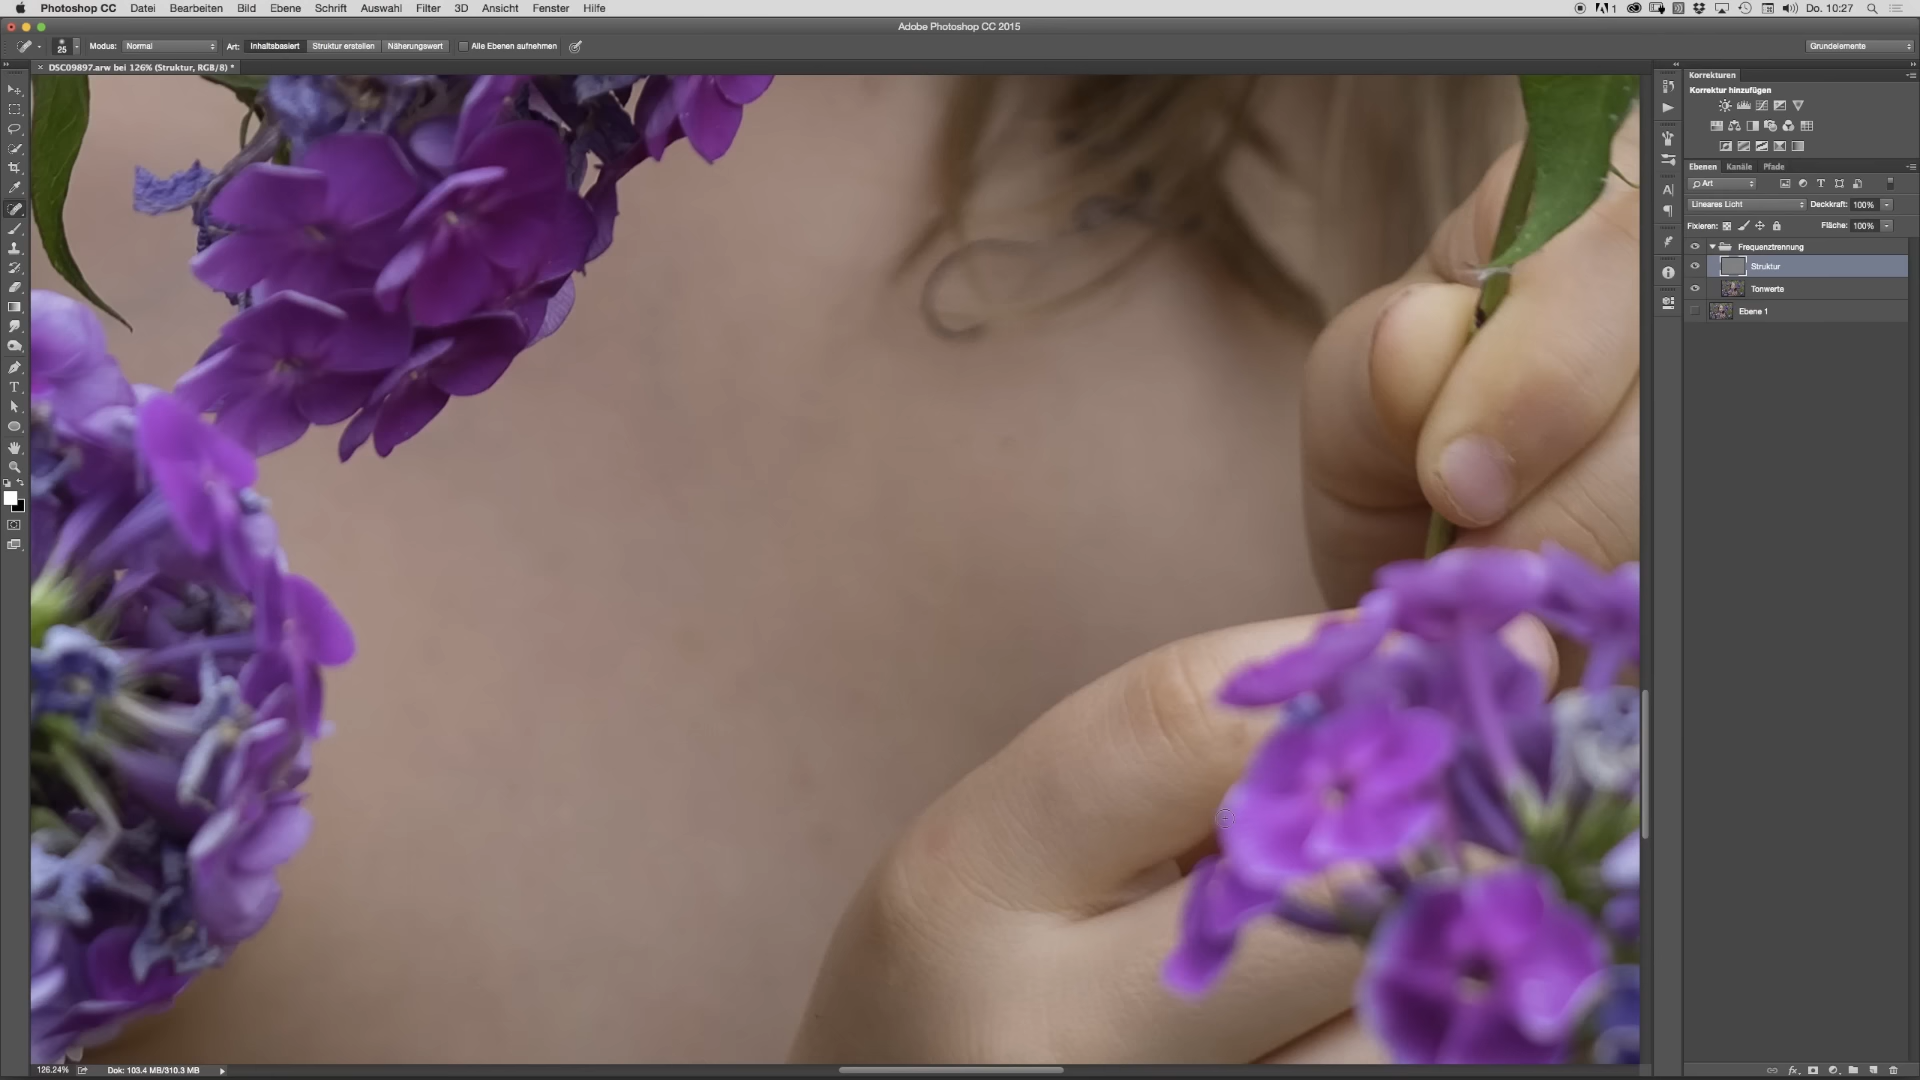 Photoshop CC Datei Bearbeiten Bild Ebene Schrift Auswahl Filter 3D Ansicht Fenster Hilfe 1 Do. 10:27
Adobe Photoshop CC 2015
25 Modus: Normal Art: Inhaltsbasiert Struktur erstellen Näherungswert Alle Ebenen aufnehmen Grundelemente
× DSC09897.arw bei 126% (Struktur, RGB/8) *
Korrekturen
Korrektur hinzufügen
Ebenen Kanäle Pfade
Art
Lineares Licht Deckkraft: 100%
Fixieren: Fläche: 100%
Frequenztrennung
Struktur
Tonwerte
Ebene 1
126.24% Dok: 103.4 MB/310.3 MB